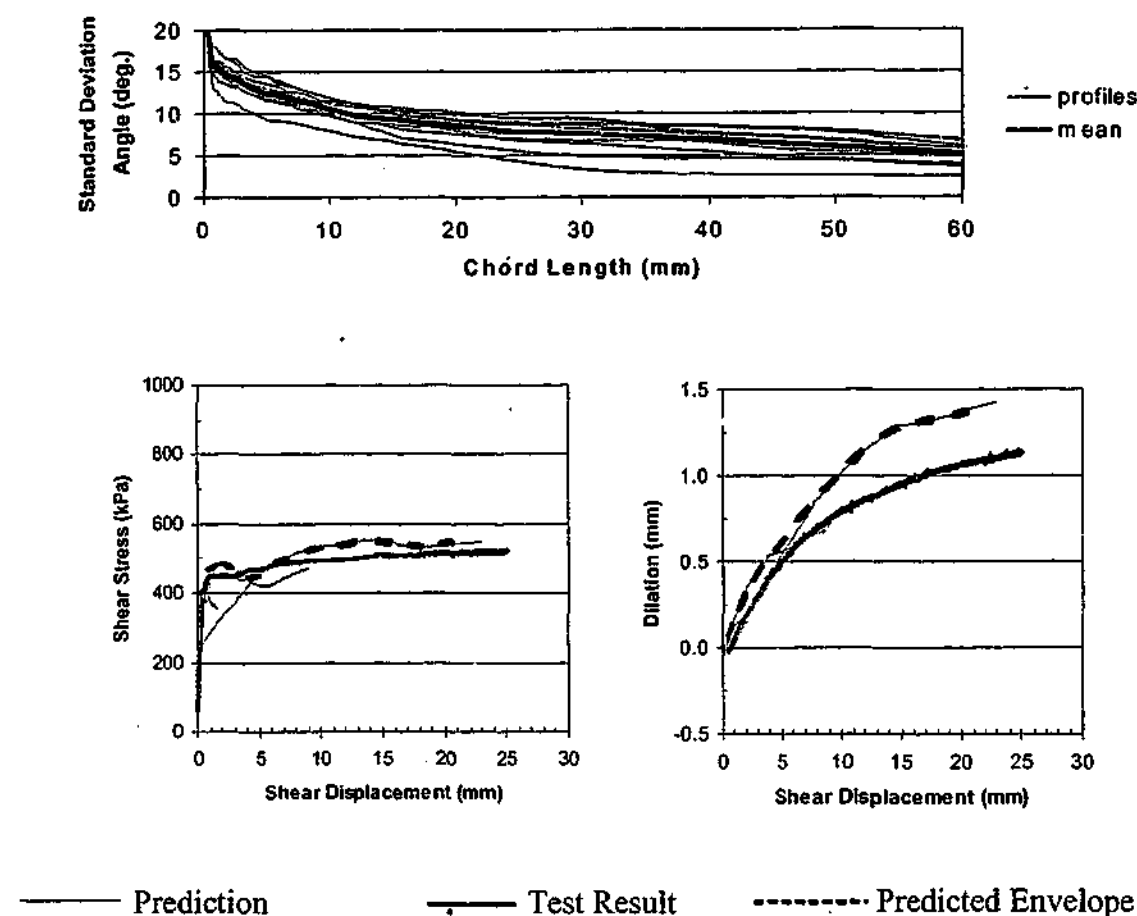 Standard Deviation
Angle (deg.)
20
15
10
5
0
0 10 20 30 40 50 60
Chord Length (mm)
profiles
mean
Shear Stress (kPa)
1000
800
600
400
200
0
0 5 10 15 20 25 30
Shear Displacement (mm)
Dilation (mm)
1.5
1.0
0.5
0.0
-0.5
0 5 10 15 20 25 30
Shear Displacement (mm)
Prediction Test Result Predicted Envelope